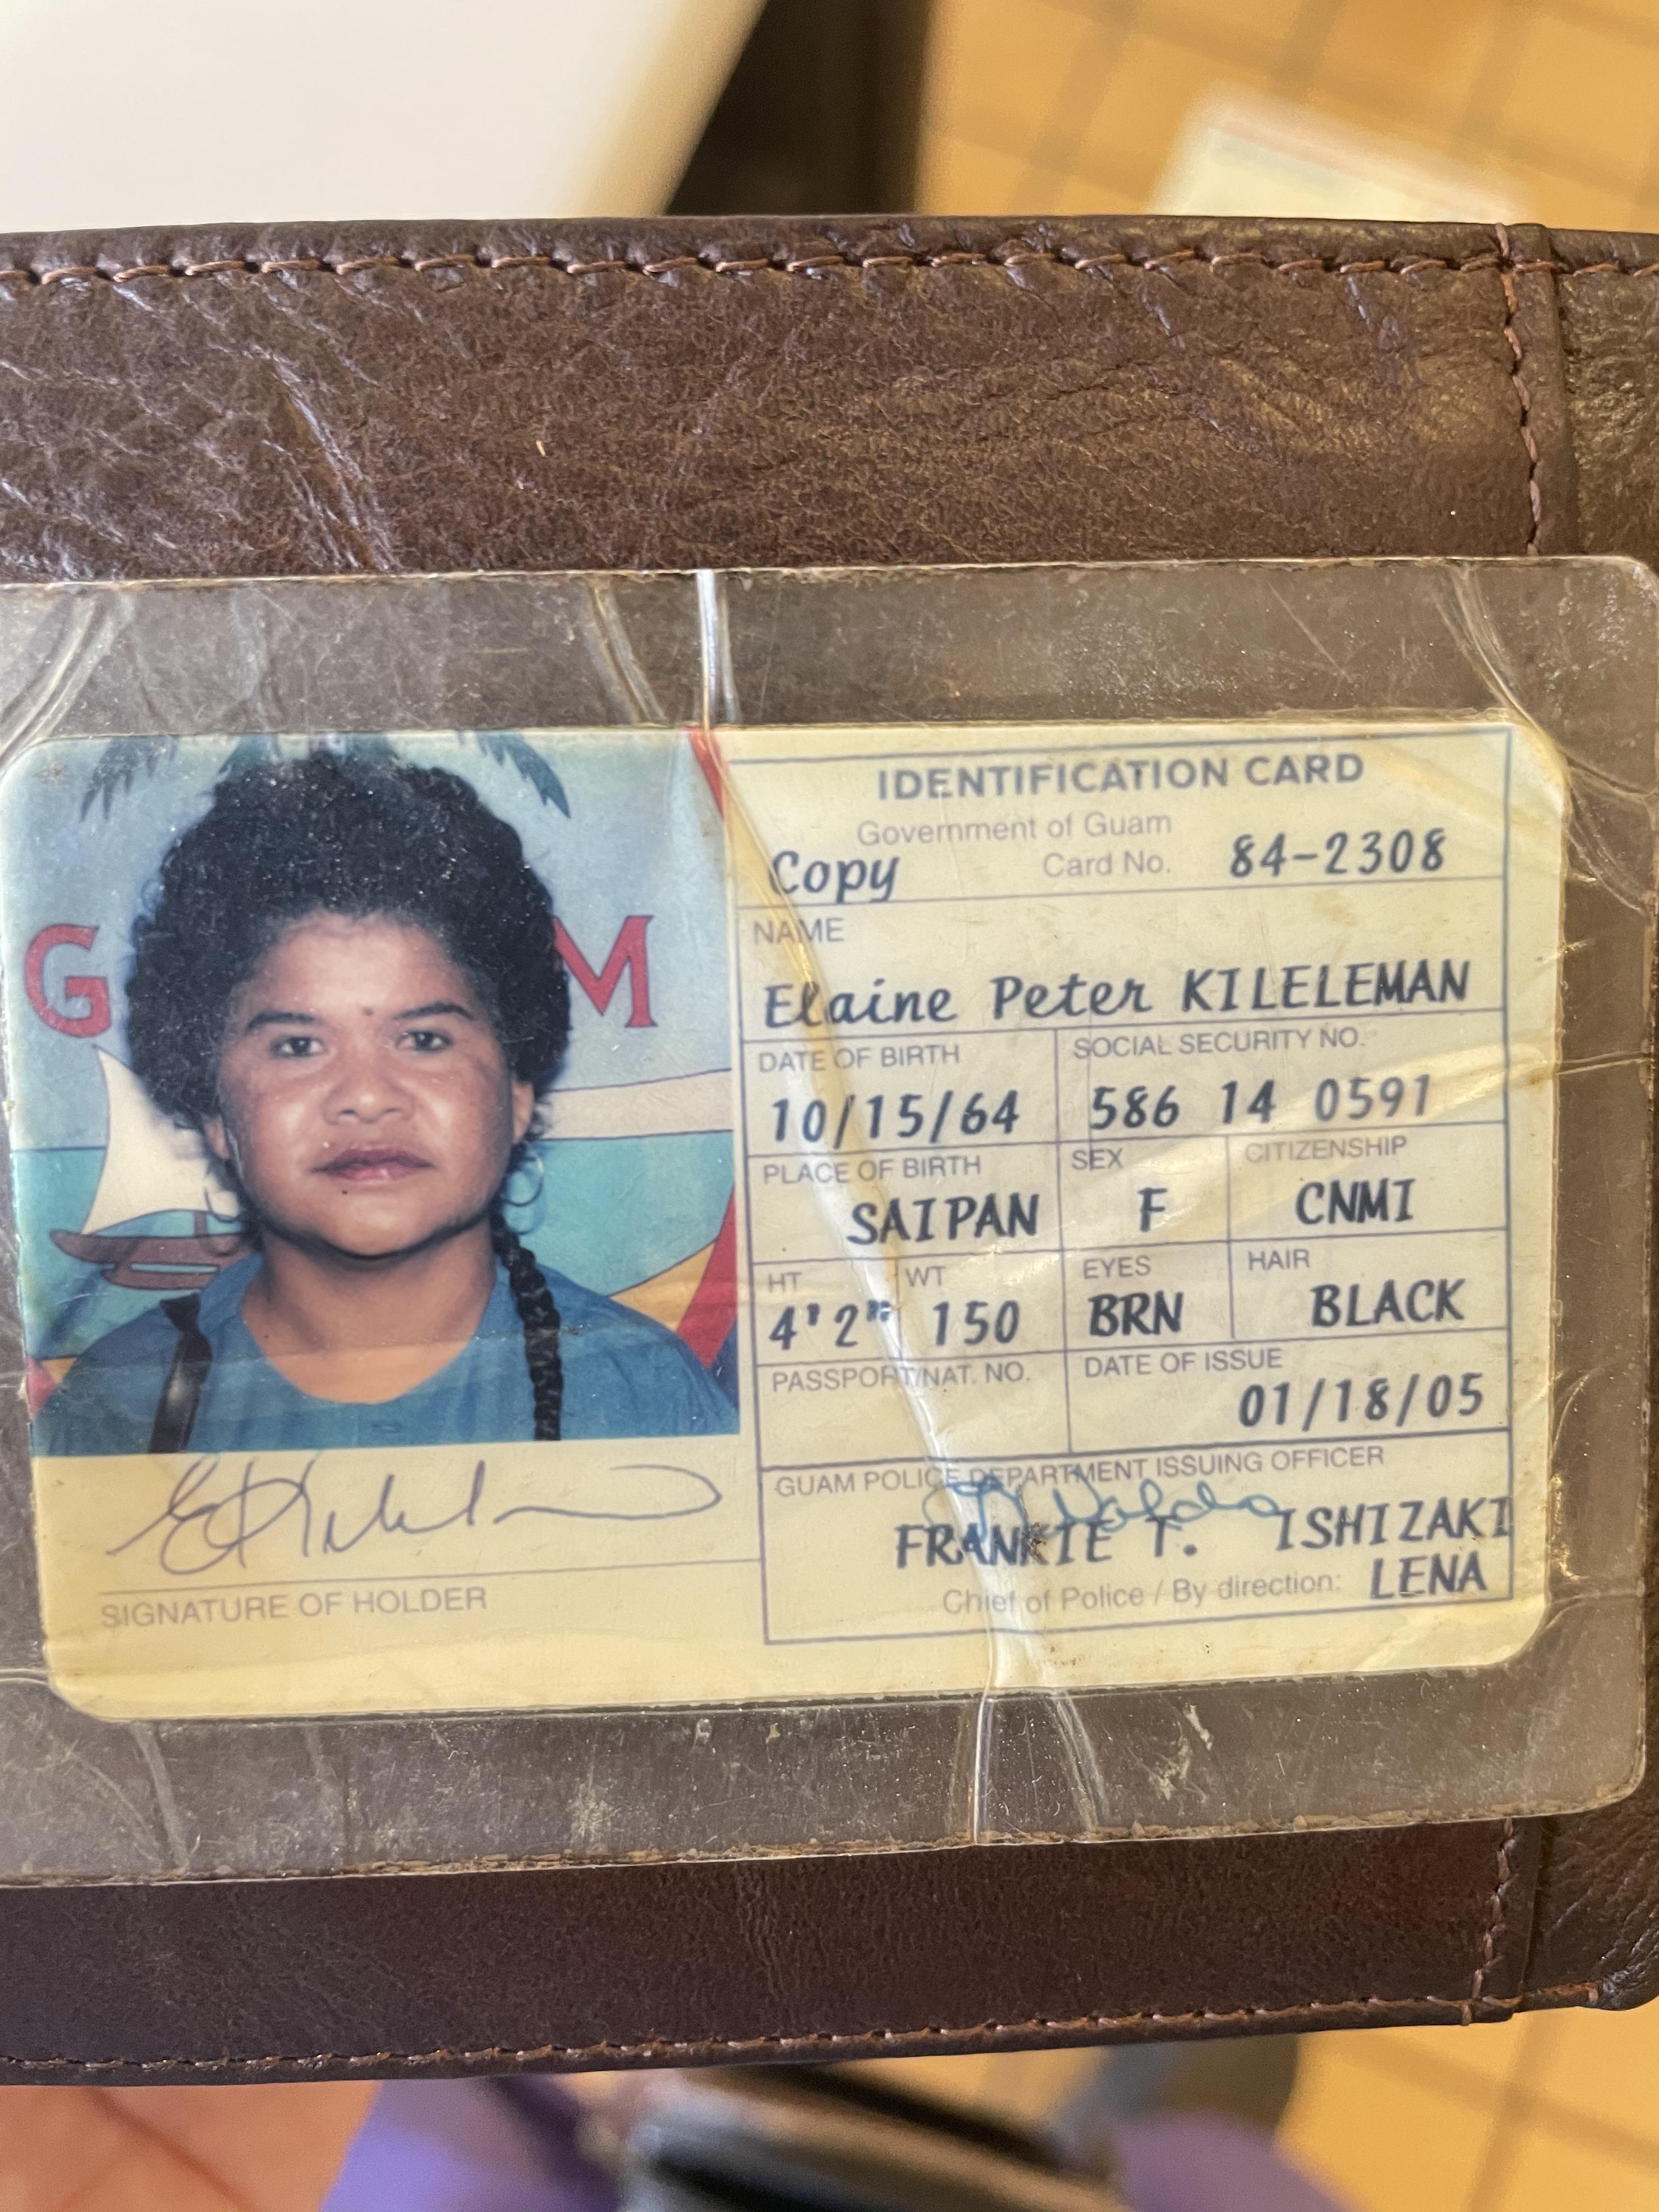 G M
IDENTIFICATION CARD
Government of Guam
Copy Card No. 84-2308
NAME
Elaine Peter KILELEMAN
DATE OF BIRTH SOCIAL SECURITY NO.
10/15/64 586 14 0591
PLACE OF BIRTH SEX CITIZENSHIP
SAIPAN F CNMI
HT WT EYES HAIR
4'2" 150 BRN BLACK
PASSPORT/NAT. NO. DATE OF ISSUE
01/18/05
GUAM POLICE DEPARTMENT ISSUING OFFICER
FRANKIE T. ISHIZAKI
Chief of Police / By direction: LENA
SIGNATURE OF HOLDER